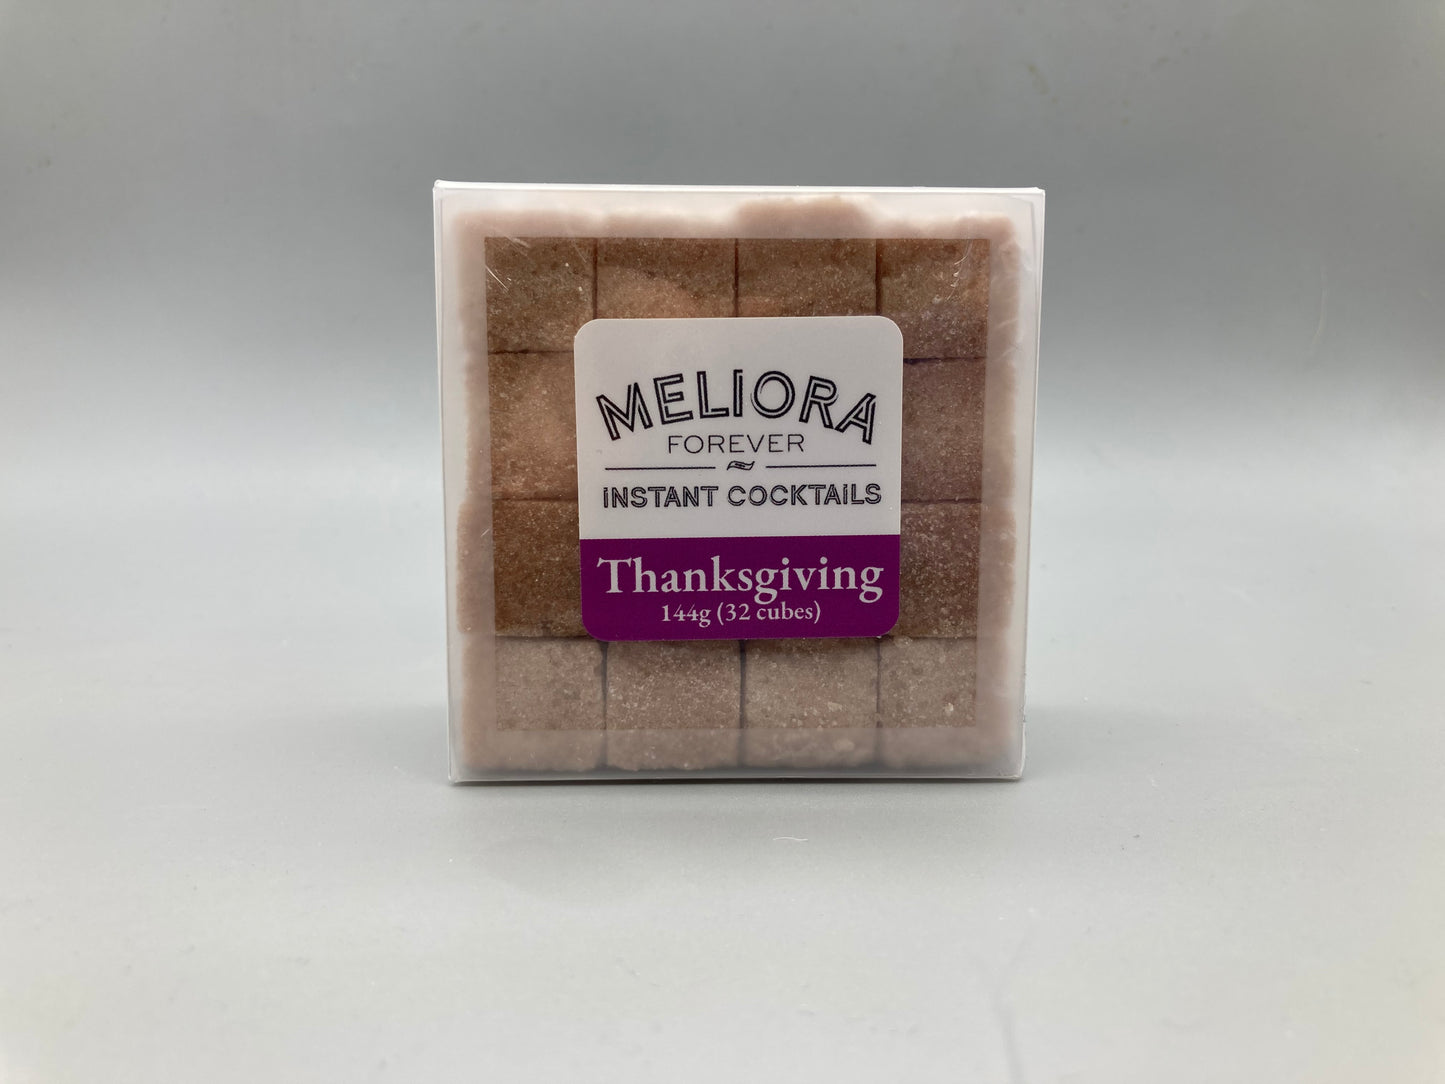 MELIORA
FOREVER
INSTANT COCKTAILS
Thanksgiving
144g (32 cubes)